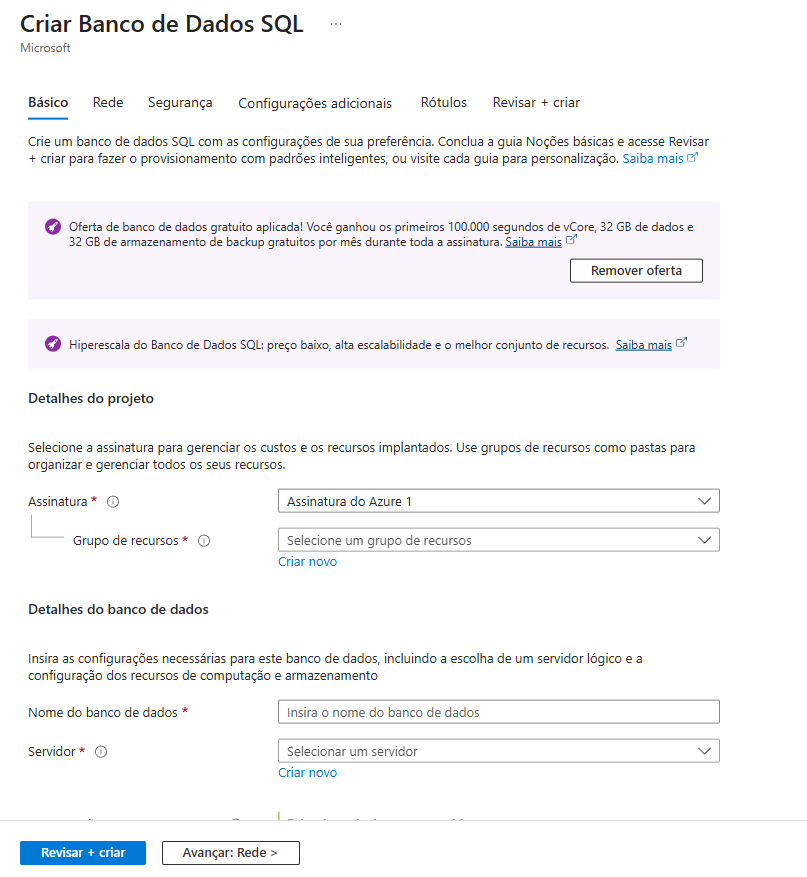 Criar Banco de Dados SQL ...
Microsoft
Básico Rede Segurança Configurações adicionais Rótulos Revisar + criar
Crie um banco de dados SQL com as configurações de sua preferência. Conclua a guia Noções básicas e acesse Revisar
+ criar para fazer o provisionamento com padrões inteligentes, ou visite cada guia para personalização. Saiba mais
Oferta de banco de dados gratuito aplicada! Você ganhou os primeiros 100.000 segundos de vCore, 32 GB de dados e
32 GB de armazenamento de backup gratuitos por mês durante toda a assinatura. Saiba mais
Remover oferta
Hiperescala do Banco de Dados SQL: preço baixo, alta escalabilidade e o melhor conjunto de recursos. Saiba mais
Detalhes do projeto
Selecione a assinatura para gerenciar os custos e os recursos implantados. Use grupos de recursos como pastas para
organizar e gerenciar todos os seus recursos.
Assinatura * Assinatura do Azure 1
Grupo de recursos * Selecione um grupo de recursos
Criar novo
Detalhes do banco de dados
Insira as configurações necessárias para este banco de dados, incluindo a escolha de um servidor lógico e a
configuração dos recursos de computação e armazenamento
Nome do banco de dados * Insira o nome do banco de dados
Servidor * Selecionar um servidor
Criar novo
Revisar + criar Avançar: Rede >